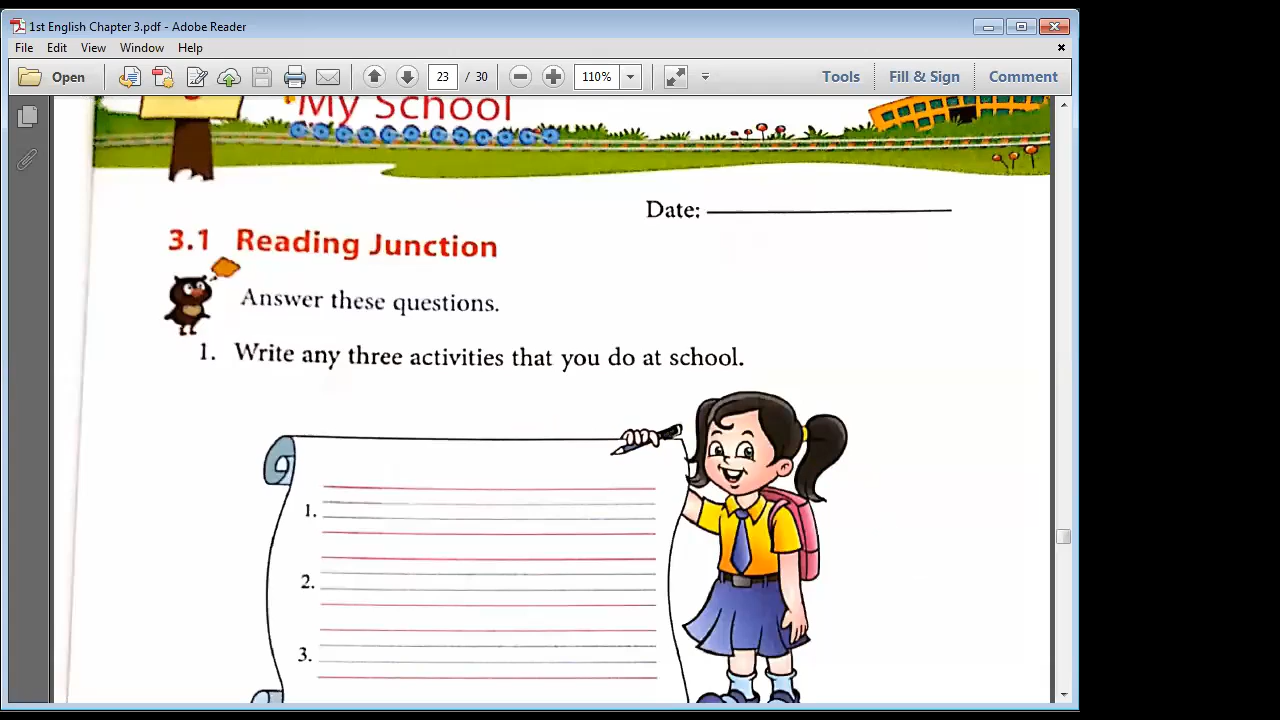 1st English Chapter 3.pdf - Adobe Reader
File Edit View Window Help
Open 23 / 30 110% Tools Fill & Sign Comment
My School
Date:
3.1 Reading Junction
Answer these questions.
1. Write any three activities that you do at school.
1.
2.
3.